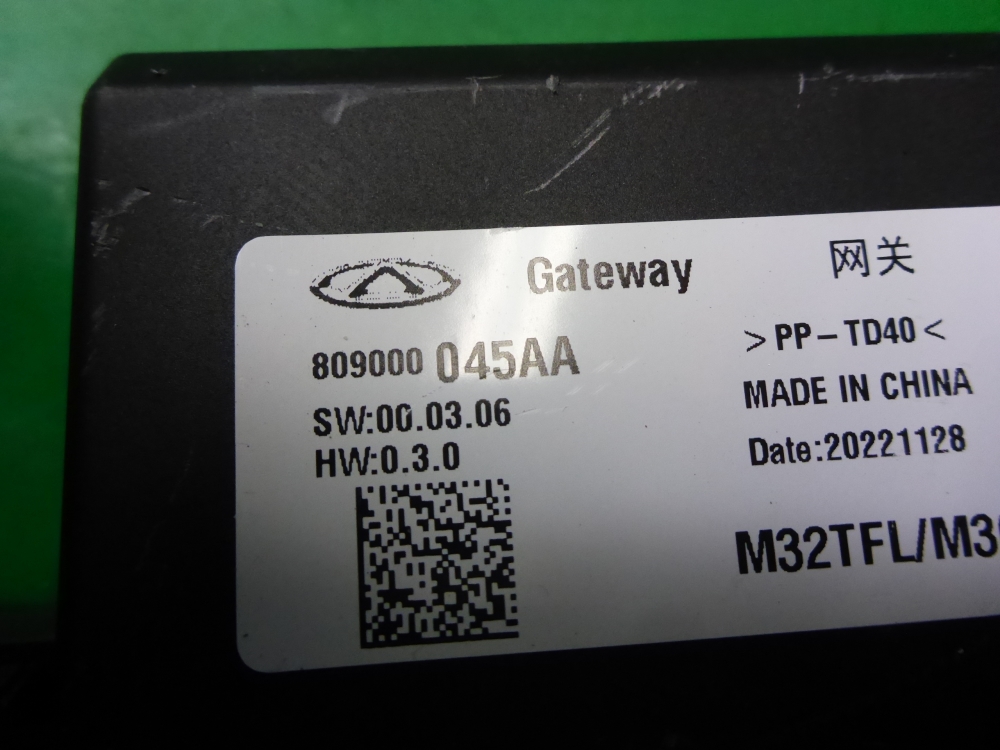 Gateway 网关
809000 045AA
>PP-TD40<
SW:00.03.06
MADE IN CHINA
HW:0.3.0
Date:20221128
M32TFL/M3